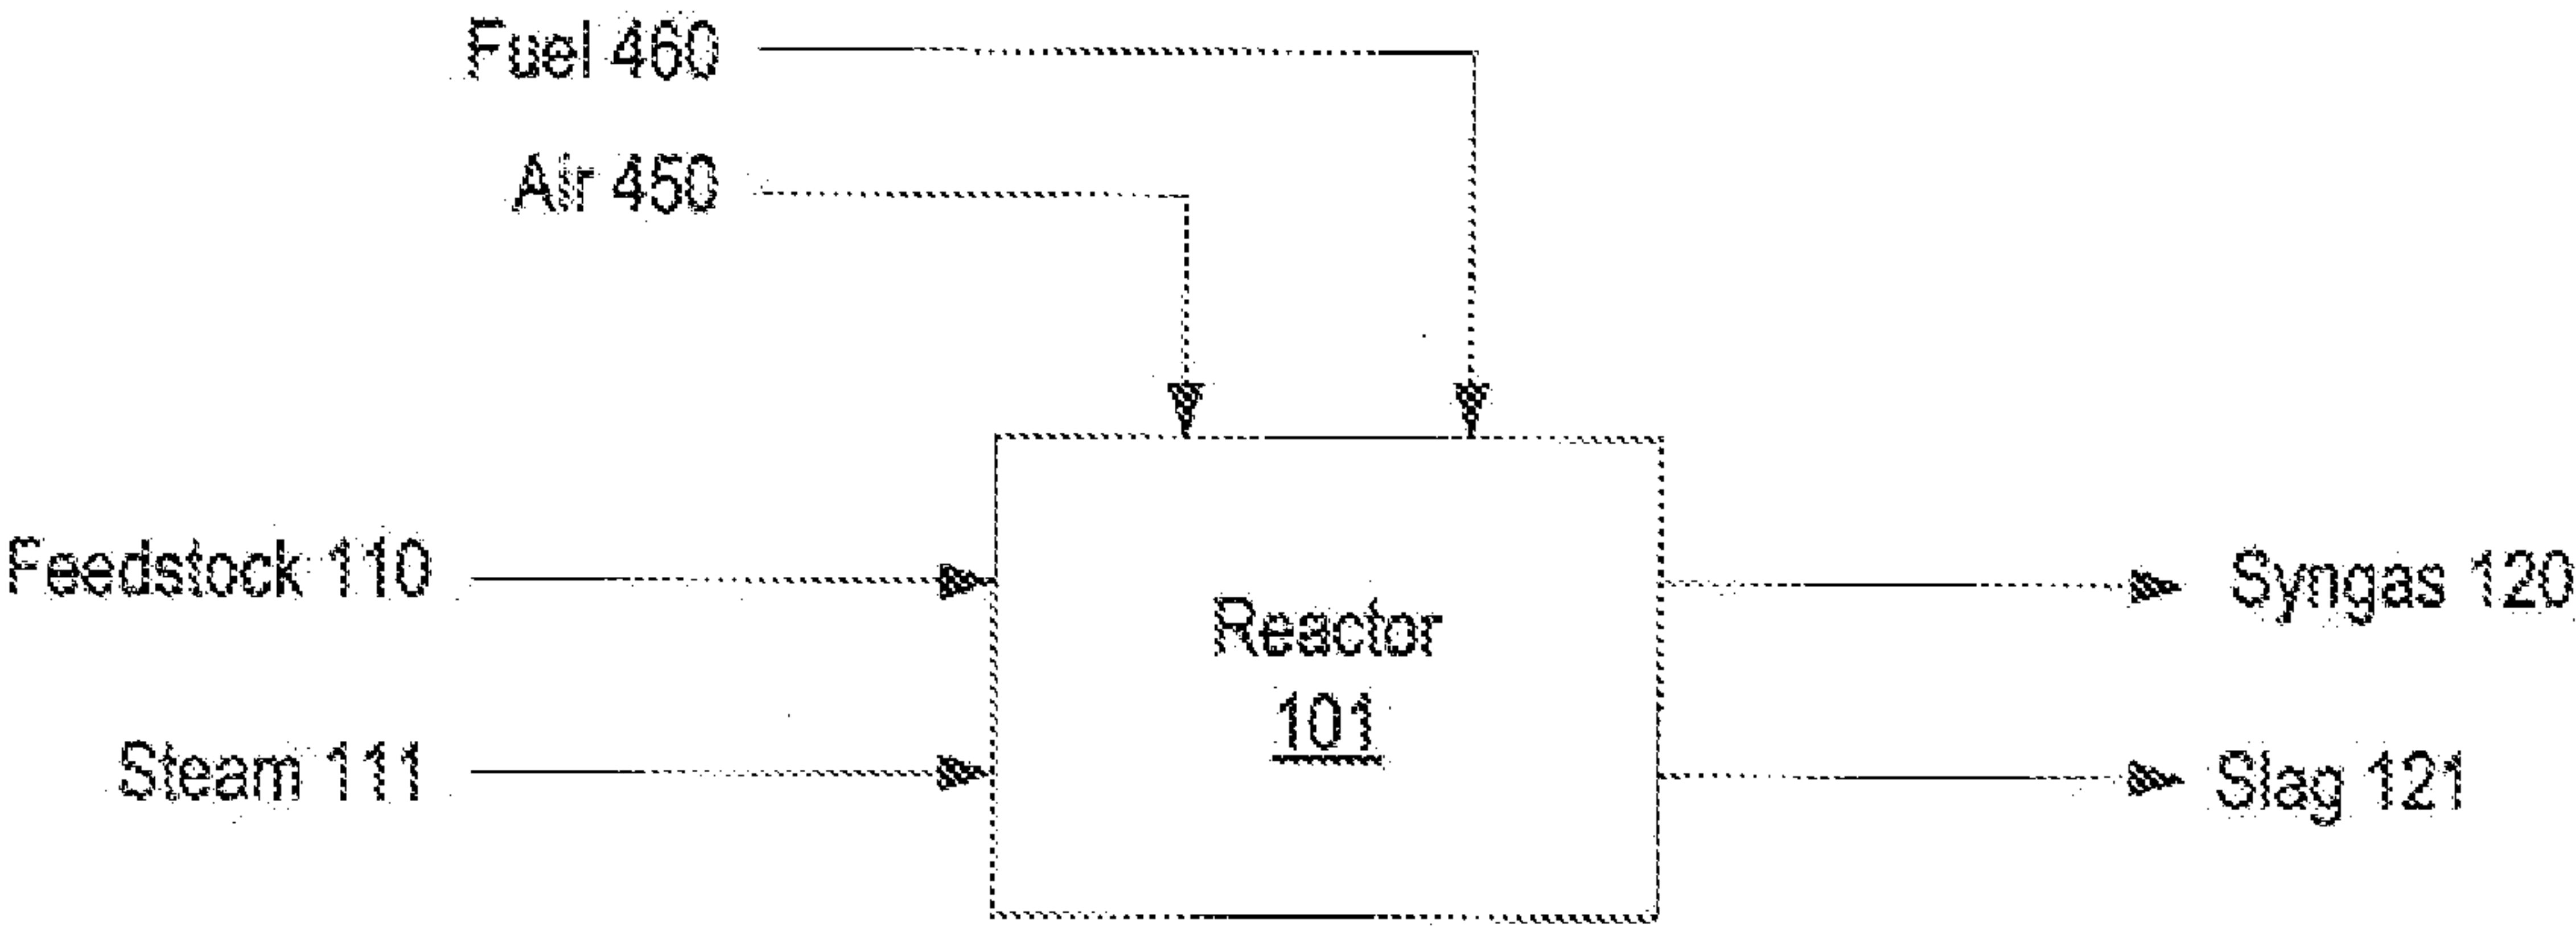 Fuel 460
Air 450
Feedstock 110
Steam 111
Reactor
101
Syngas 120
Slag 121